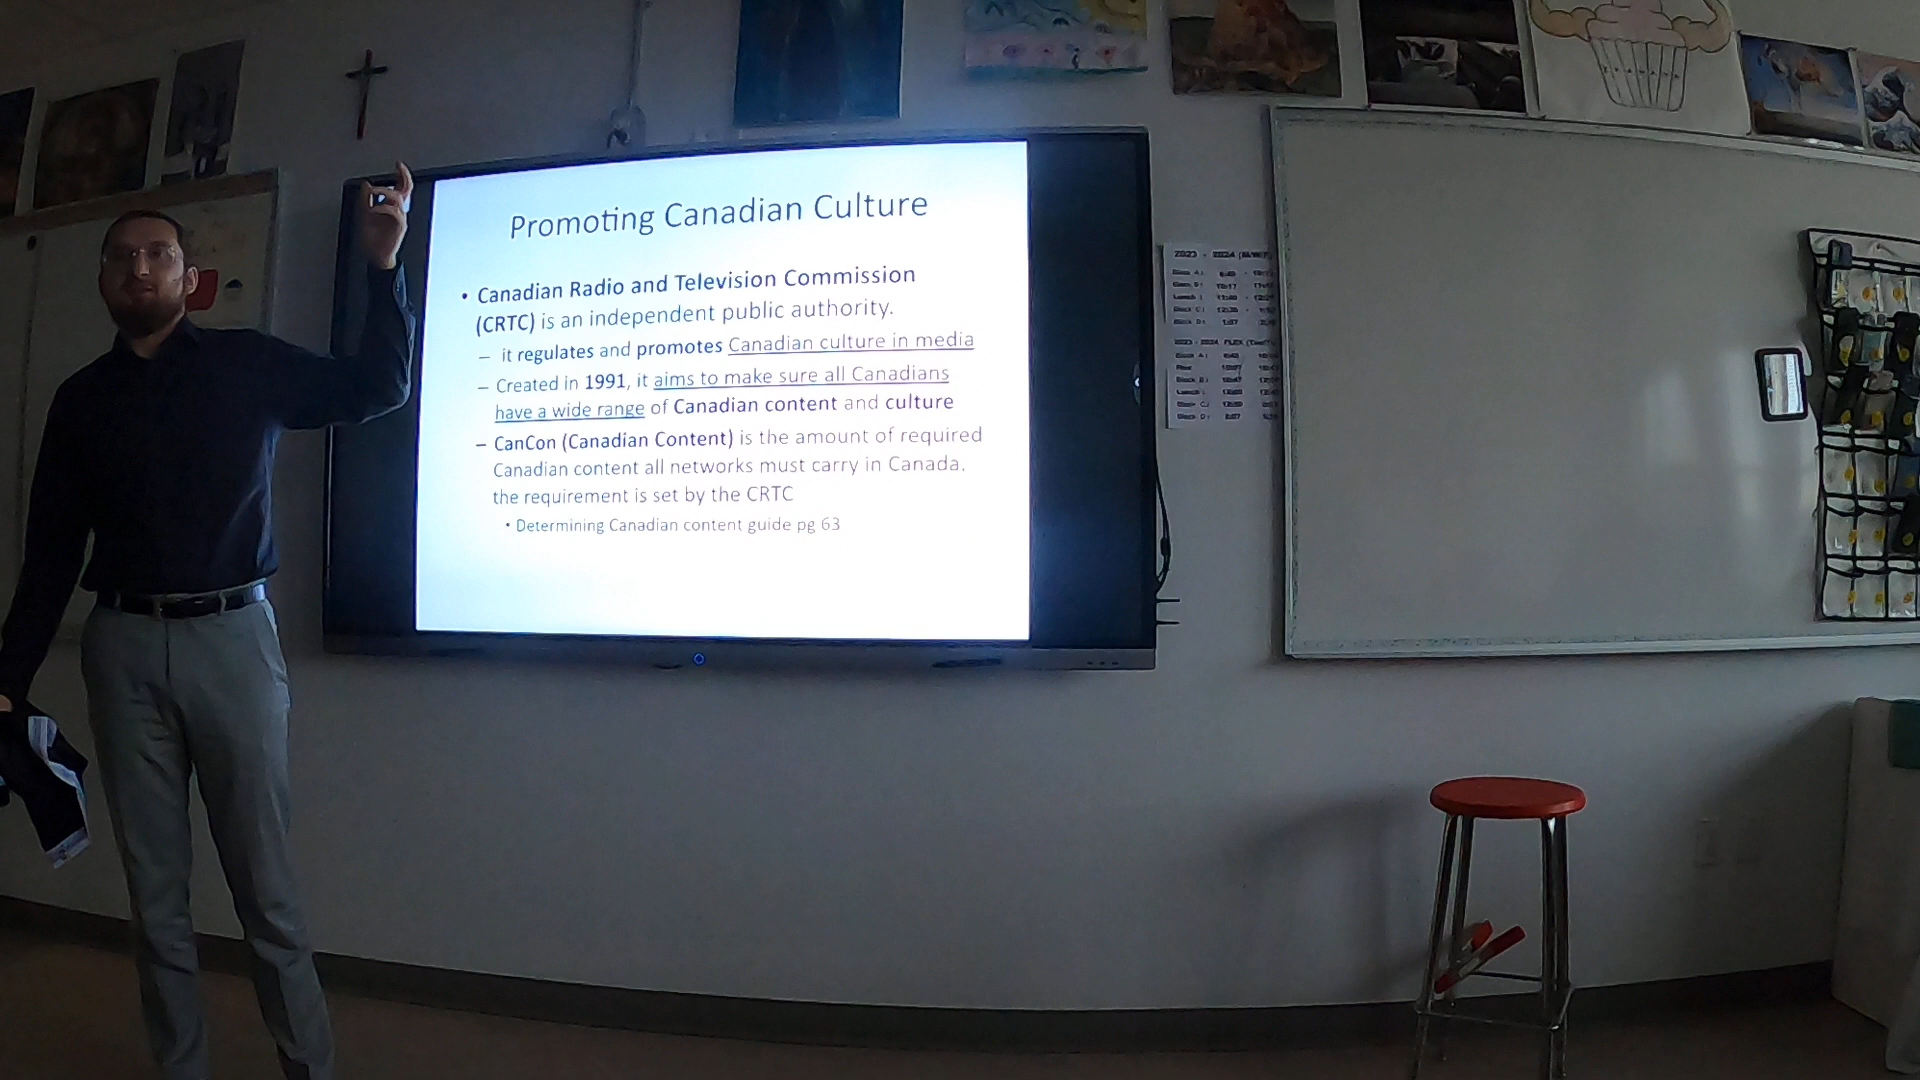 Promoting Canadian Culture
• Canadian Radio and Television Commission
(CRTC) is an independent public authority.
– it regulates and promotes Canadian culture in media
– Created in 1991, it aims to make sure all Canadians
have a wide range of Canadian content and culture
– CanCon (Canadian Content) is the amount of required
Canadian content all networks must carry in Canada.
the requirement is set by the CRTC
• Determining Canadian content guide pg 63
2023 - 2024